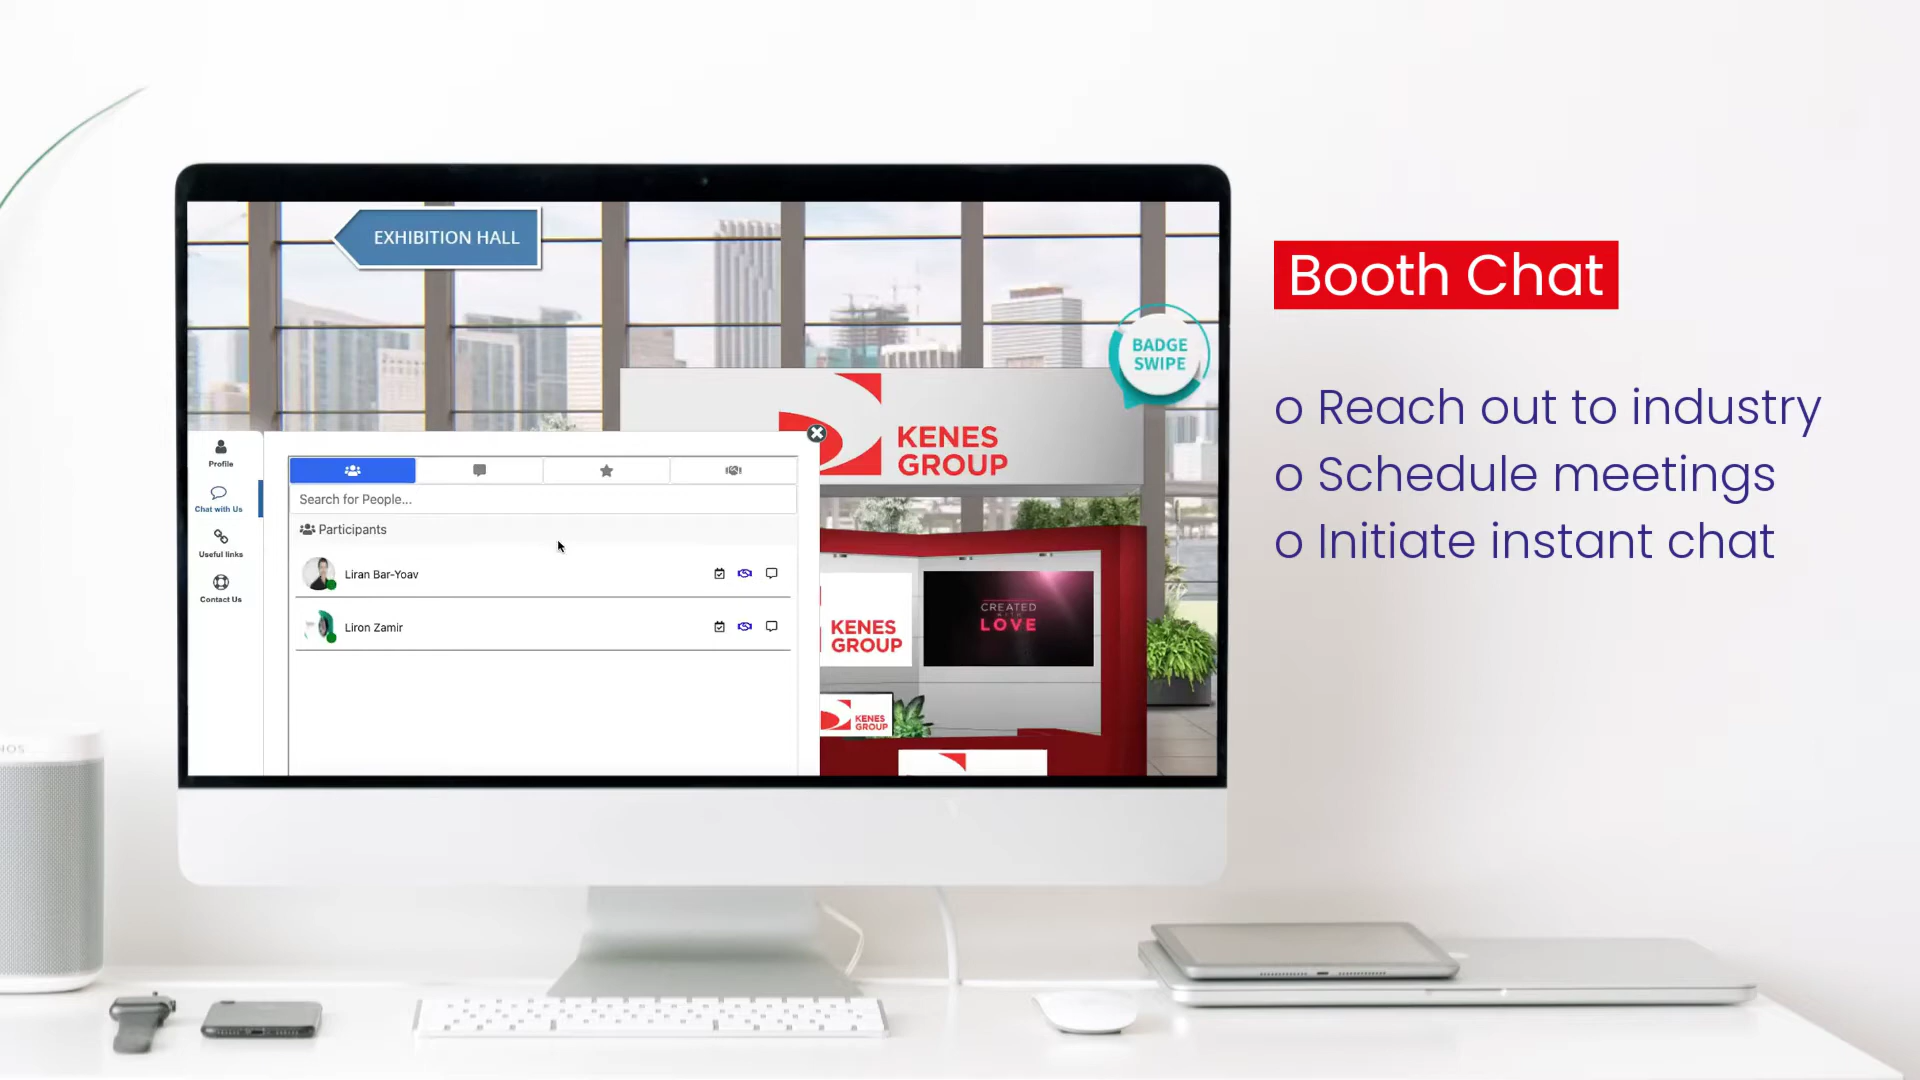 EXHIBITION HALL
BADGE
SWIPE
KENES
GROUP
Profile
Chat with Us
Useful links
Contact Us
Search for People...
Participants
Liran Bar-Yoav
Liron Zamir
KENES
GROUP
CREATED
LOVE
KENES
GROUP
Booth Chat
o Reach out to industry
o Schedule meetings
o Initiate instant chat